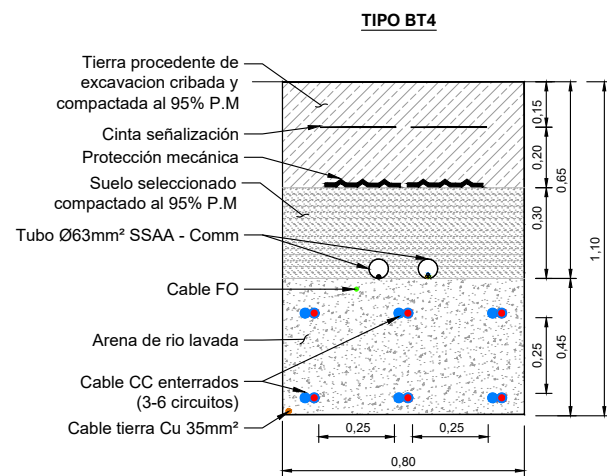 TIPO BT4
Tierra procedente de
excavacion cribada y
compactada al 95% P.M
Cinta señalización
Protección mecánica
Suelo seleccionado
compactado al 95% P.M
Tubo Ø63mm² SSAA - Comm
Cable FO
Arena de rio lavada
Cable CC enterrados
(3-6 circuitos)
Cable tierra Cu 35mm²
0,15
0,20
0,30
0,65
1,10
0,45
0,25
0,25
0,25
0,80